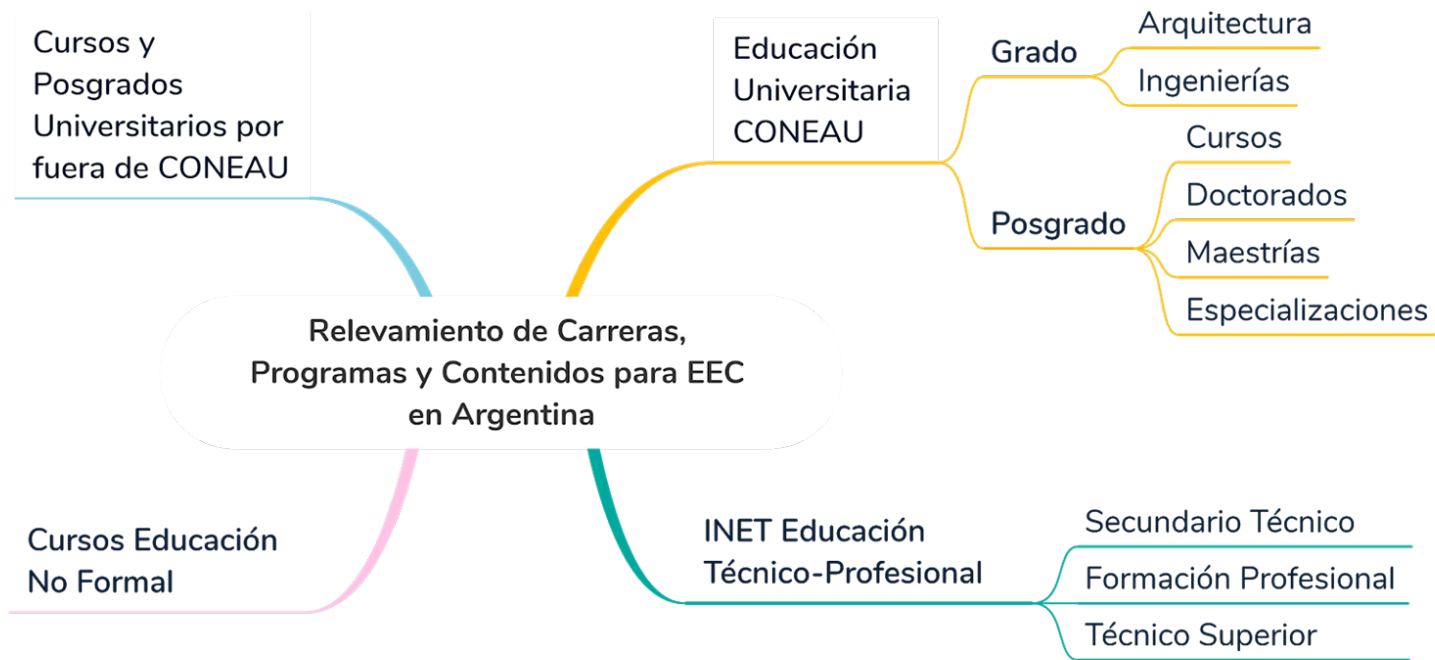 Cursos y
Posgrados
Universitarios por
fuera de CONEAU
Educación
Universitaria
CONEAU
Grado
Arquitectura
Ingenierías
Posgrado
Cursos
Doctorados
Maestrías
Especializaciones
Relevamiento de Carreras,
Programas y Contenidos para EEC
en Argentina
Cursos Educación
No Formal
INET Educación
Técnico-Profesional
Secundario Técnico
Formación Profesional
Técnico Superior